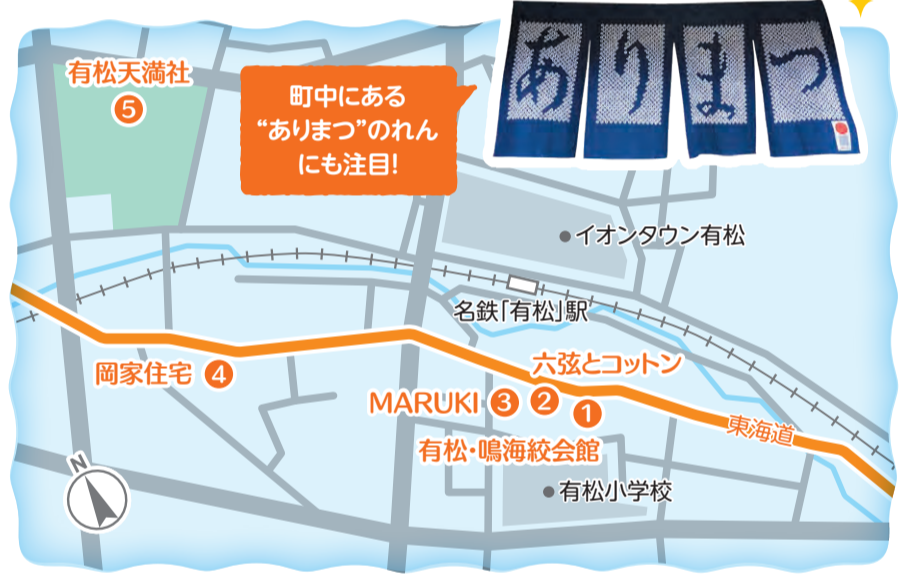 有松天満社
5
町中にある
“ありまつ”のれん
にも注目!
ありまつ
イオンタウン有松
名鉄「有松」駅
六弦とコットン
岡家住宅 4
MARUKI 3 2
1
東海道
有松・鳴海絞会館
有松小学校
N